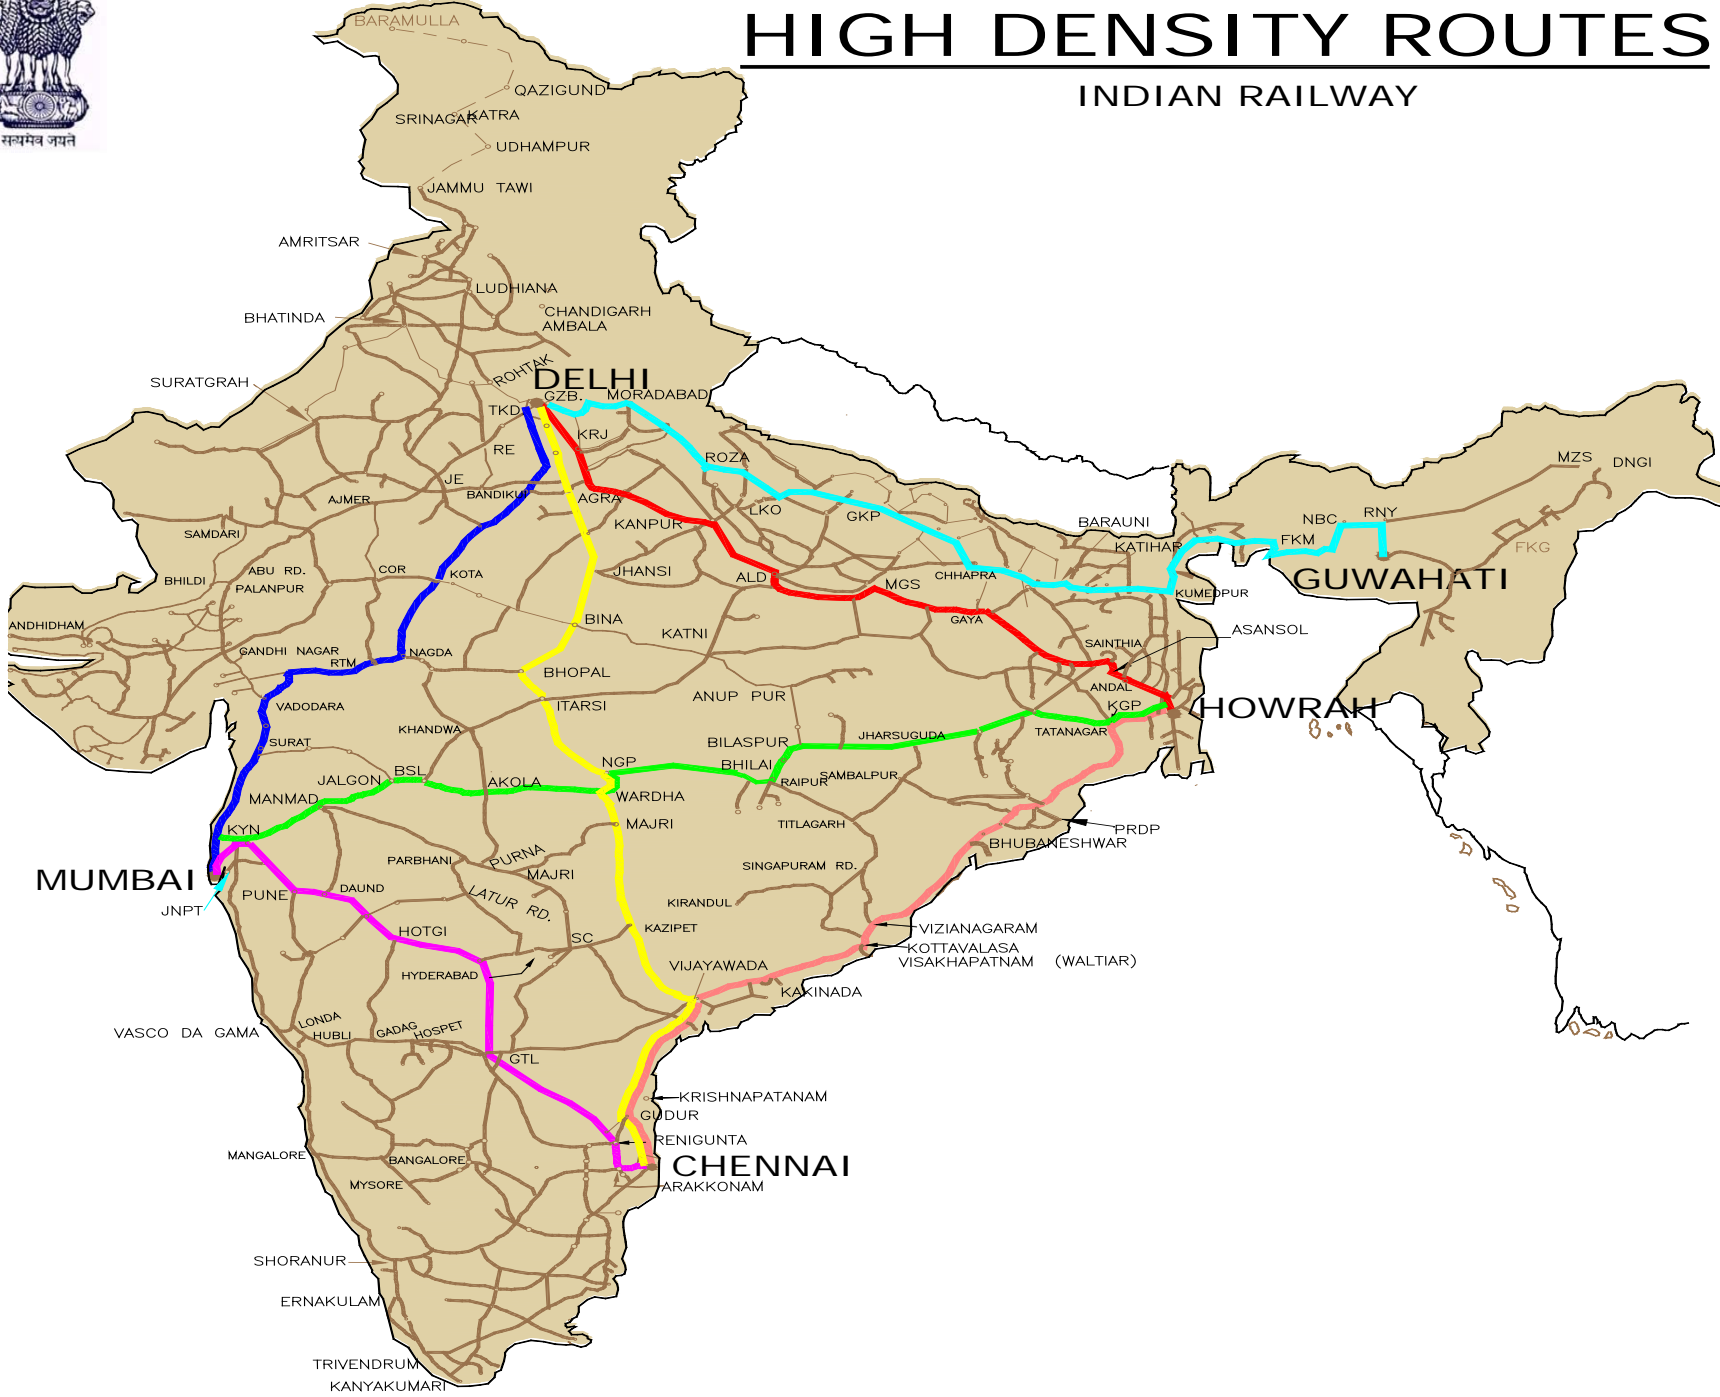 HIGH DENSITY ROUTES
INDIAN RAILWAY
सत्यमेव जयते
BARAMULLA
QAZIGUND
SRINAGAR
KATRA
UDHAMPUR
JAMMU TAWI
AMRITSAR
LUDHIANA
CHANDIGARH
BHATINDA
AMBALA
ROHTAK
SURATGRAH
DELHI
GZB.
MORADABAD
TKD
KRJ
RE
ROZA
MZS
DNGI
JE
BANDIKUI
AGRA
AJMER
LKO
GKP
KANPUR
BARAUNI
NBC
RNY
SAMDARI
KATIHAR
FKM
FKG
ABU RD.
COR
KOTA
JHANSI
ALD
MGS
CHHAPRA
GUWAHATI
BHILDI
PALANPUR
KUMEDPUR
ANDHIDHAM
BINA
KATNI
GAYA
ASANSOL
GANDHI NAGAR
RTM
NAGDA
SAINTHIA
BHOPAL
ANUP PUR
ANDAL
VADODARA
ITARSI
KGP
HOWRAH
KHANDWA
JHARSUGUDA
TATANAGAR
SURAT
BILASPUR
JALGON
BSL
AKOLA
NGP
BHILAI
RAIPUR
SAMBALPUR
MANMAD
WARDHA
KYN
MAJRI
TITLAGARH
PRDP
BHUBANESHWAR
PARBHANI
PURNA
MAJRI
SINGAPURAM RD.
MUMBAI
PUNE
DAUND
LATUR RD.
KIRANDUL
JNPT
HOTGI
SC
KAZIPET
VIZIANAGARAM
KOTTAVALASA
VISAKHAPATNAM (WALTIAR)
HYDERABAD
VIJAYAWADA
KAKINADA
VASCO DA GAMA
LONDA
HUBLI
GADAG
HOSPET
GTL
KRISHNAPATANAM
GUDUR
RENIGUNTA
MANGALORE
BANGALORE
CHENNAI
MYSORE
ARAKKONAM
SHORANUR
ERNAKULAM
TRIVENDRUM
KANYAKUMARI